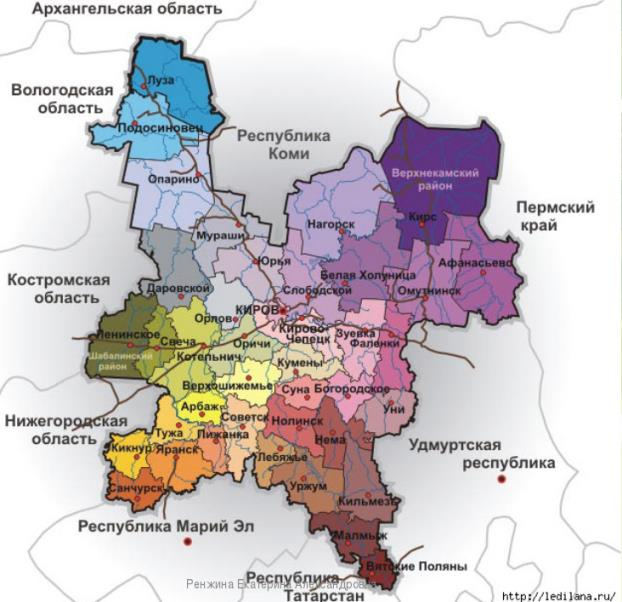 Архангельская область
Вологодская
область
Луза
Подосиновец
Республика
Коми
Опарино
Верхнекамский
район
Пермский
край
Нагорск
Кирс
Мураши
Юрья
Афанасьево
Белая Холуница
Костромская
область
Даровской
Слободской
Омутнинск
КИРОВ
Орлов
Кирово-
Чепецк
Зуевка
Фаленки
Ленинское
Свеча
Оричи
Шабалинский
район
Котельнич
Кумены
Верхошижемье
Суна
Богородское
Арбаж
Советск
Уни
Нижегородская
область
Тужа
Пижанка
Нолинск
Нема
Удмуртская
республика
Кикнур
Яранск
Лебяжье
Санчурск
Уржум
Кильмезь
Республика Марий Эл
Малмыж
Вятские Поляны
Республика
Татарстан
Ренжина Екатерина Александровна
http://ledilana.ru/